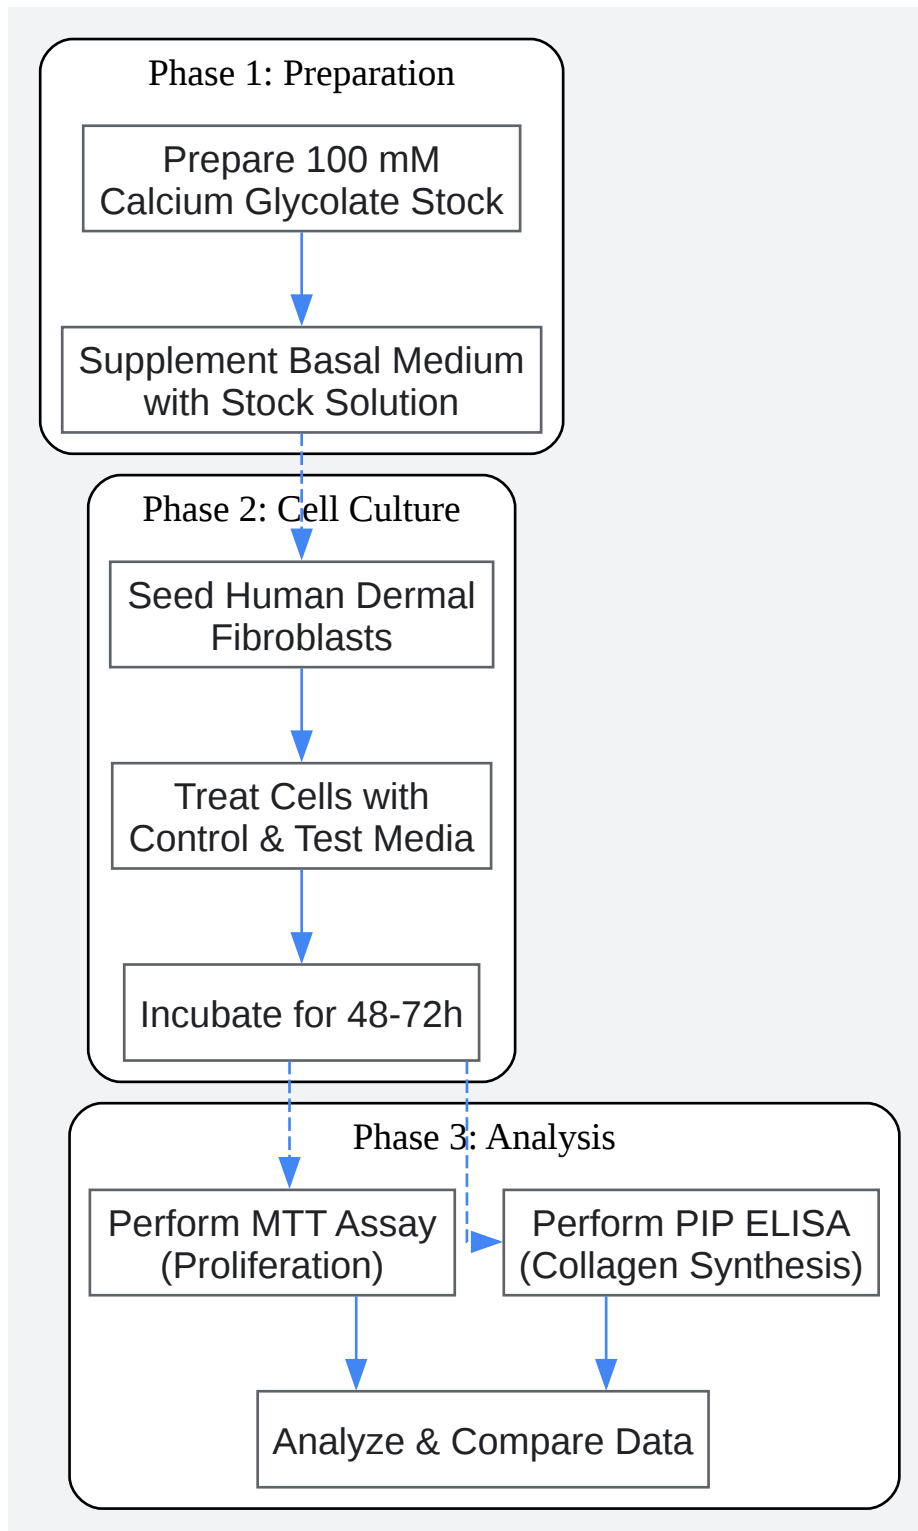 Phase 1: Preparation
Prepare 100 mM
Calcium Glycolate Stock
Supplement Basal Medium
with Stock Solution
Phase 2: Cell Culture
Seed Human Dermal
Fibroblasts
Treat Cells with
Control & Test Media
Incubate for 48-72h
Phase 3: Analysis
Perform MTT Assay
(Proliferation)
Perform PIP ELISA
(Collagen Synthesis)
Analyze & Compare Data